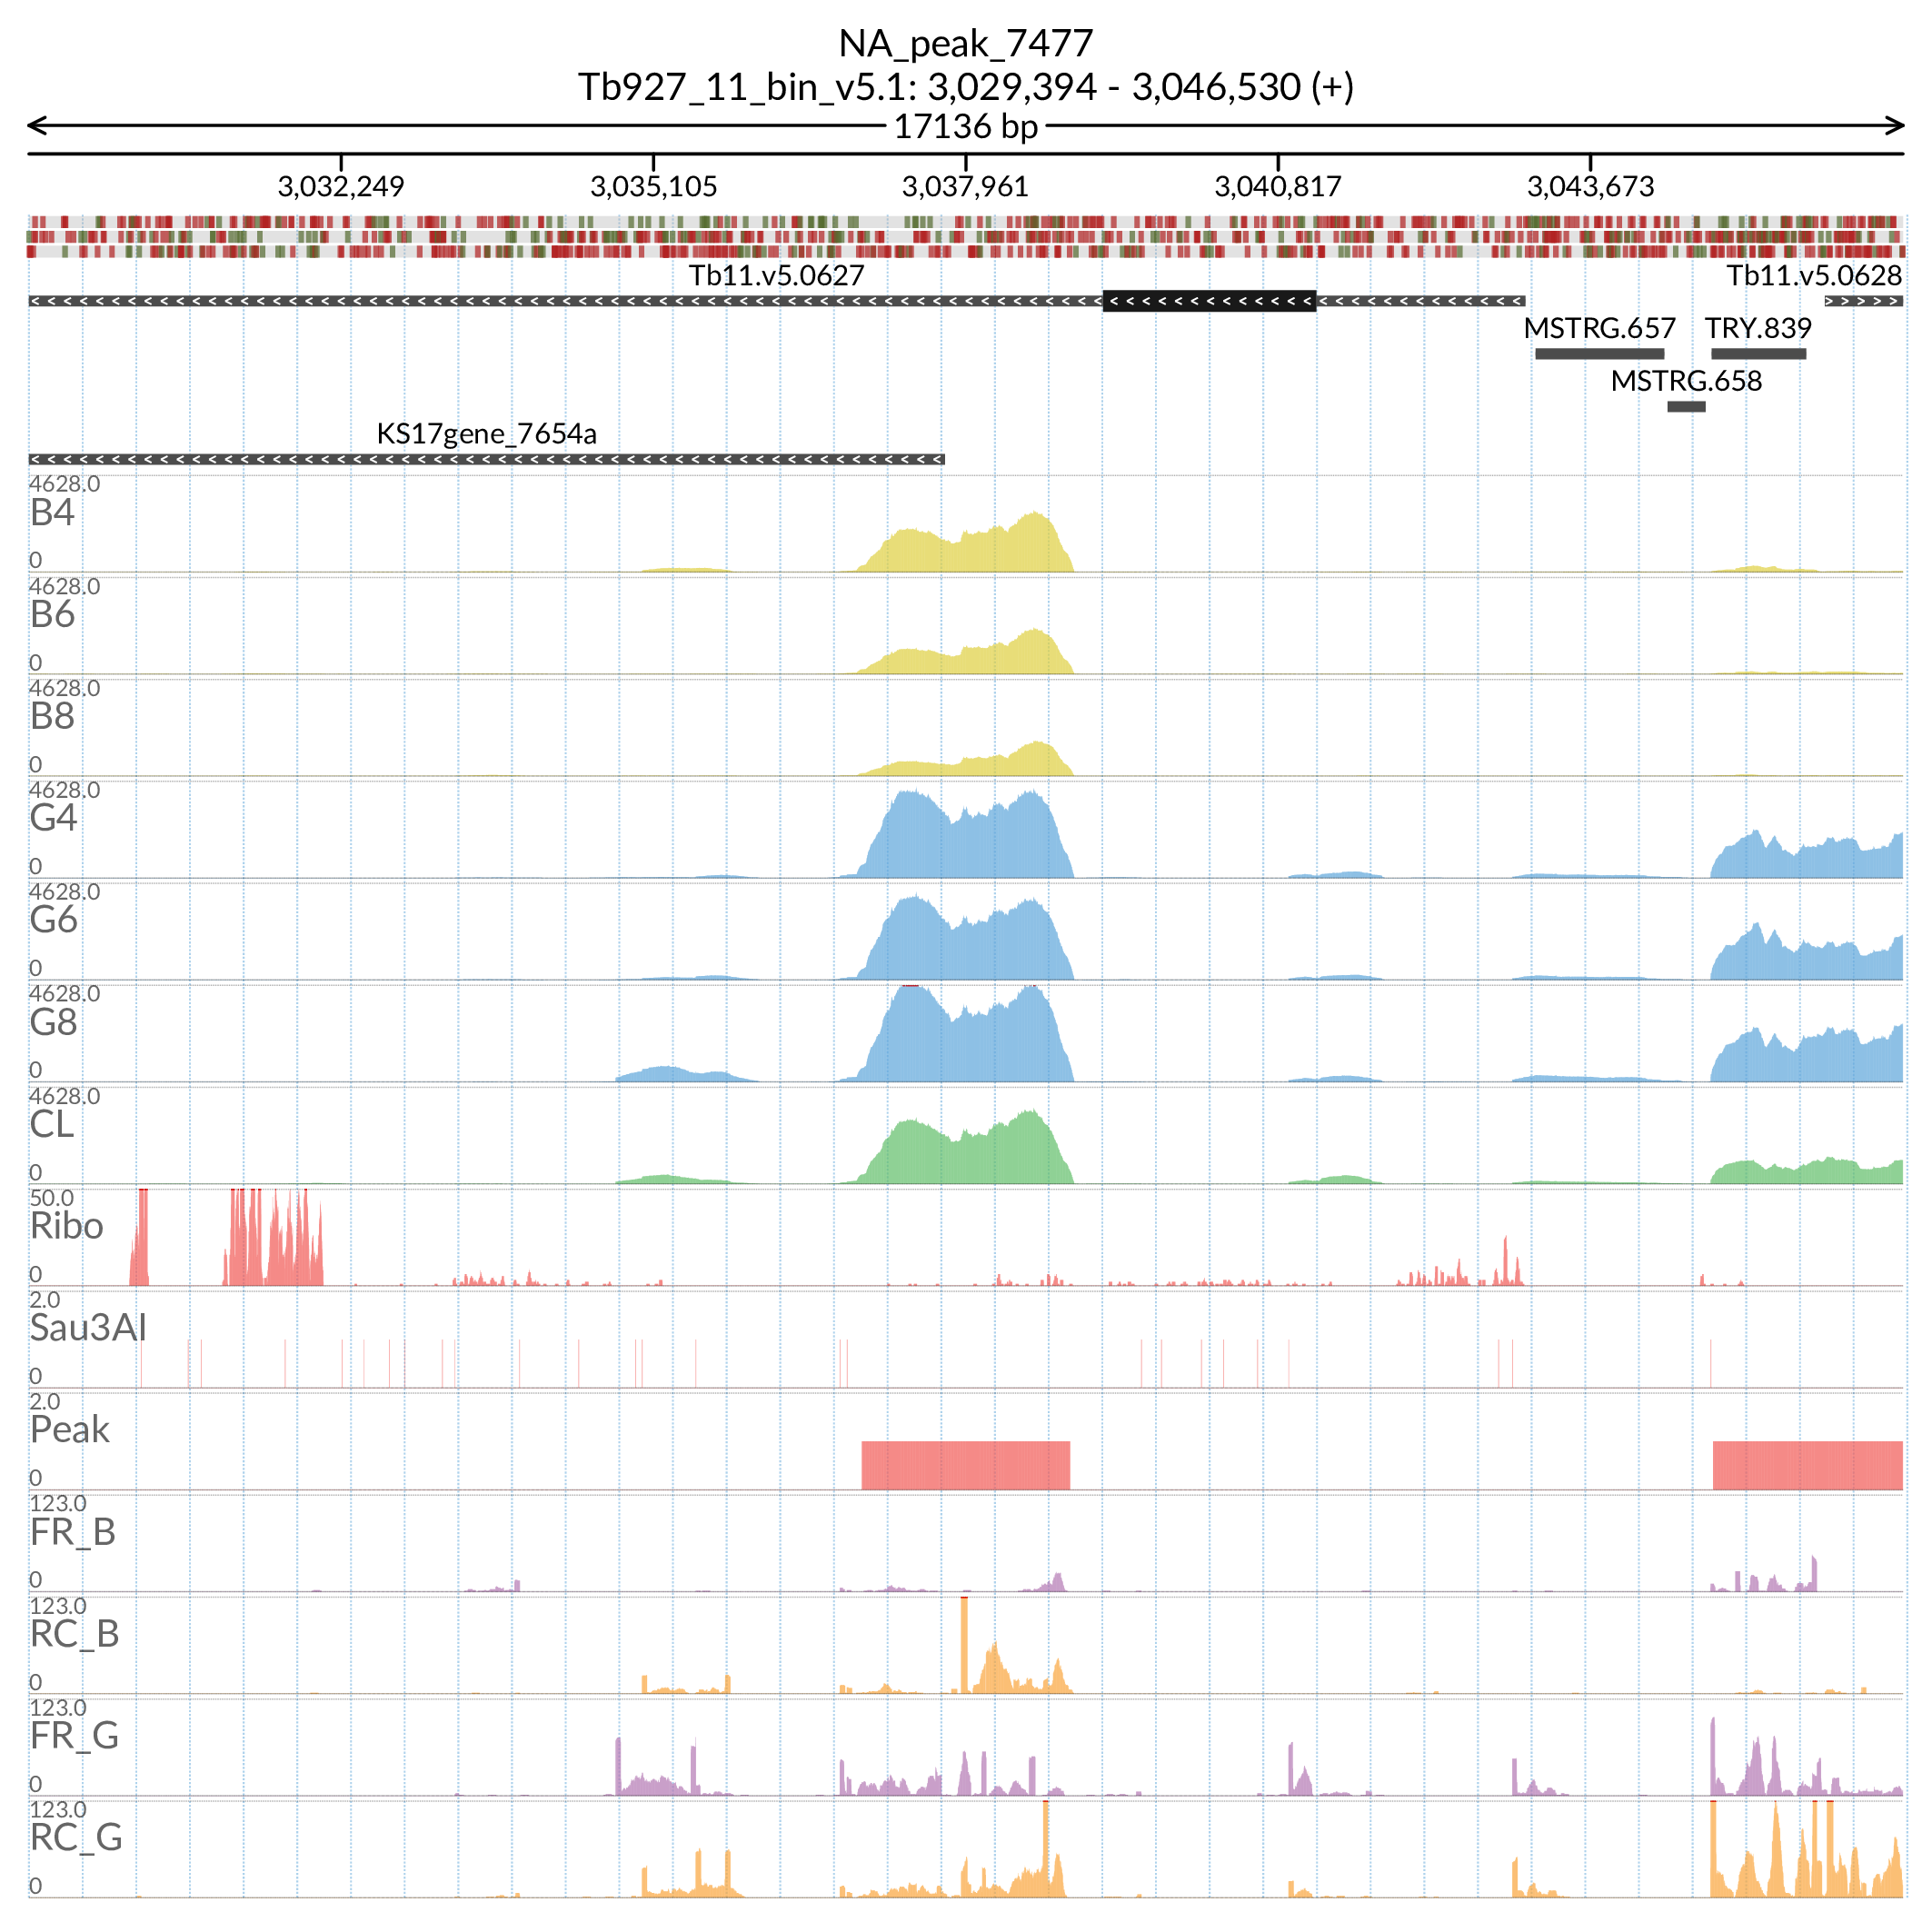 NA_peak_7477
Tb927_11_bin_v5.1: 3,029,394 - 3,046,530 (+)
17136 bp
3,032,249 3,035,105 3,037,961 3,040,817 3,043,673
Tb11.v5.0627 Tb11.v5.0628
MSTRG.657 TRY.839
MSTRG.658
KS17gene_7654a
4628.0
B4
0
4628.0
B6
0
4628.0
B8
0
4628.0
G4
0
4628.0
G6
0
4628.0
G8
0
4628.0
CL
0
50.0
Ribo
0
2.0
Sau3AI
0
2.0
Peak
0
123.0
FR_B
0
123.0
RC_B
0
123.0
FR_G
0
123.0
RC_G
0